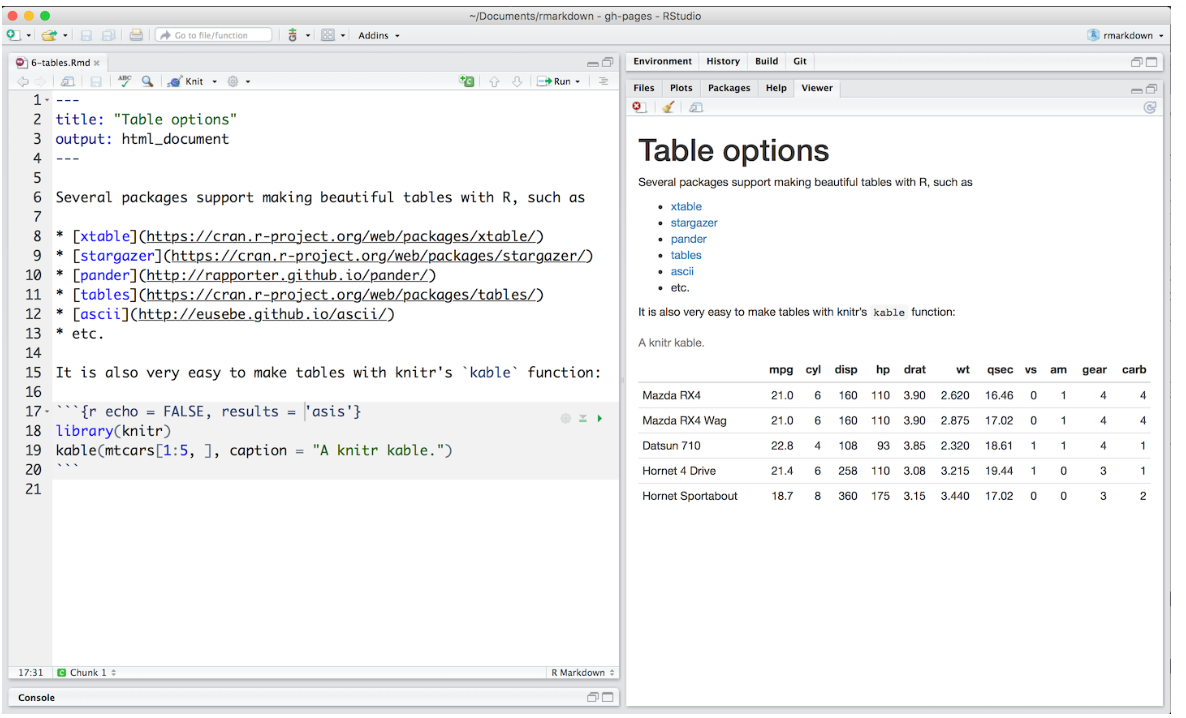 ~/Documents/rmarkdown - gh-pages - RStudio
Go to file/function Addins rmarkdown
6-tables.Rmd
ABC Knit Run
1 ---
2 title: "Table options"
3 output: html_document
4 ---
5
6 Several packages support making beautiful tables with R, such as
7
8 * [xtable](https://cran.r-project.org/web/packages/xtable/)
9 * [stargazer](https://cran.r-project.org/web/packages/stargazer/)
10 * [pander](http://rapporter.github.io/pander/)
11 * [tables](https://cran.r-project.org/web/packages/tables/)
12 * [ascii](http://eusebe.github.io/ascii/)
13 * etc.
14
15 It is also very easy to make tables with knitr's `kable` function:
16
17 ```{r echo = FALSE, results = 'asis'}
18 library(knitr)
19 kable(mtcars[1:5, ], caption = "A knitr kable.")
20 ```
21
17:31 C Chunk 1 R Markdown
Console
Environment History Build Git
Files Plots Packages Help Viewer
Table options
Several packages support making beautiful tables with R, such as
• xtable
• stargazer
• pander
• tables
• ascii
• etc.
It is also very easy to make tables with knitr's kable function:
A knitr kable.
mpg cyl disp hp drat wt qsec vs am gear carb
Mazda RX4 21.0 6 160 110 3.90 2.620 16.46 0 1 4 4
Mazda RX4 Wag 21.0 6 160 110 3.90 2.875 17.02 0 1 4 4
Datsun 710 22.8 4 108 93 3.85 2.320 18.61 1 1 4 1
Hornet 4 Drive 21.4 6 258 110 3.08 3.215 19.44 1 0 3 1
Hornet Sportabout 18.7 8 360 175 3.15 3.440 17.02 0 0 3 2